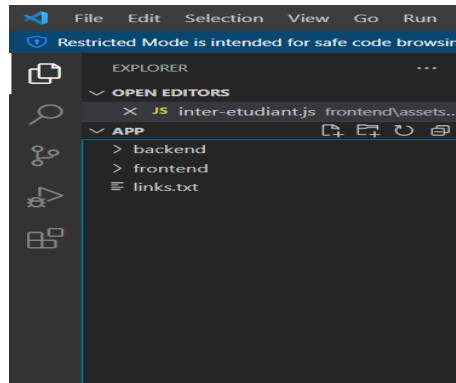 File Edit Selection View Go Run
Restricted Mode is intended for safe code browsin
EXPLORER
OPEN EDITORS
JS inter-etudiant.js frontend\assets...
APP
backend
frontend
links.txt